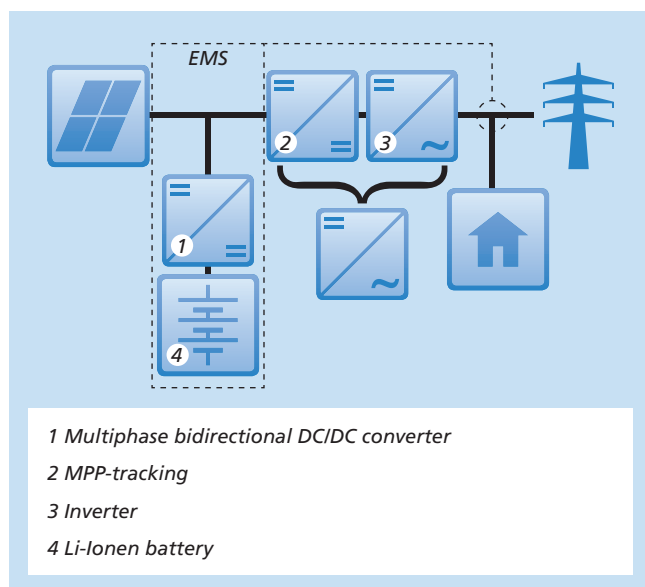 EMS
2
3
1
4
1 Multiphase bidirectional DC/DC converter
2 MPP-tracking
3 Inverter
4 Li-Ionen battery